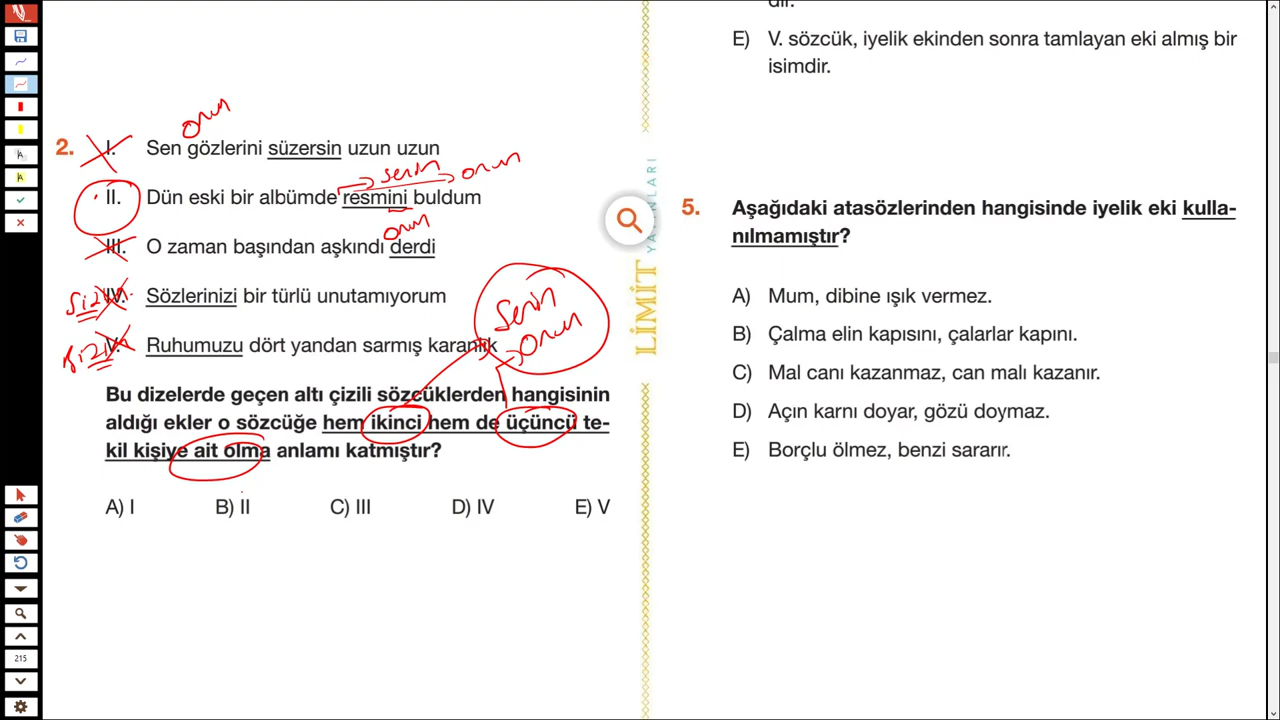 dir.
E) V. sözcük, iyelik ekinden sonra tamlayan eki almış bir
isimdir.
2.
onun
I. Sen gözlerini süzersin uzun uzun
senin onun
II. Dün eski bir albümde resmini buldum
onun
III. O zaman başından aşkındı derdi
sizin
IV. Sözlerinizi bir türlü unutamıyorum
bizim
V. Ruhumuzu dört yandan sarmış karanlık
Senin
onun
Bu dizelerde geçen altı çizili sözcüklerden hangisinin
aldığı ekler o sözcüğe hem ikinci hem de üçüncü te-
kil kişiye ait olma anlamı katmıştır?
A) I B) II C) III D) IV E) V
LİMİT YAYINLARI
5. Aşağıdaki atasözlerinden hangisinde iyelik eki kulla-
nılmamıştır?
A) Mum, dibine ışık vermez.
B) Çalma elin kapısını, çalarlar kapını.
C) Mal canı kazanmaz, can malı kazanır.
D) Açın karnı doyar, gözü doymaz.
E) Borçlu ölmez, benzi sararır.
215